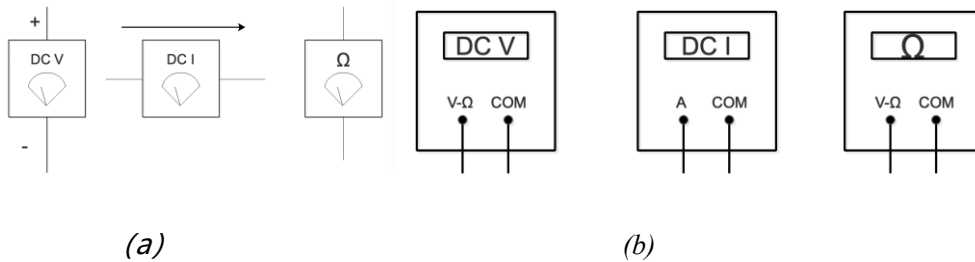 +
DC V
-
DC I
Ω
DC V
V-Ω COM
DC I
A COM
Ω
V-Ω COM
(a)
(b)